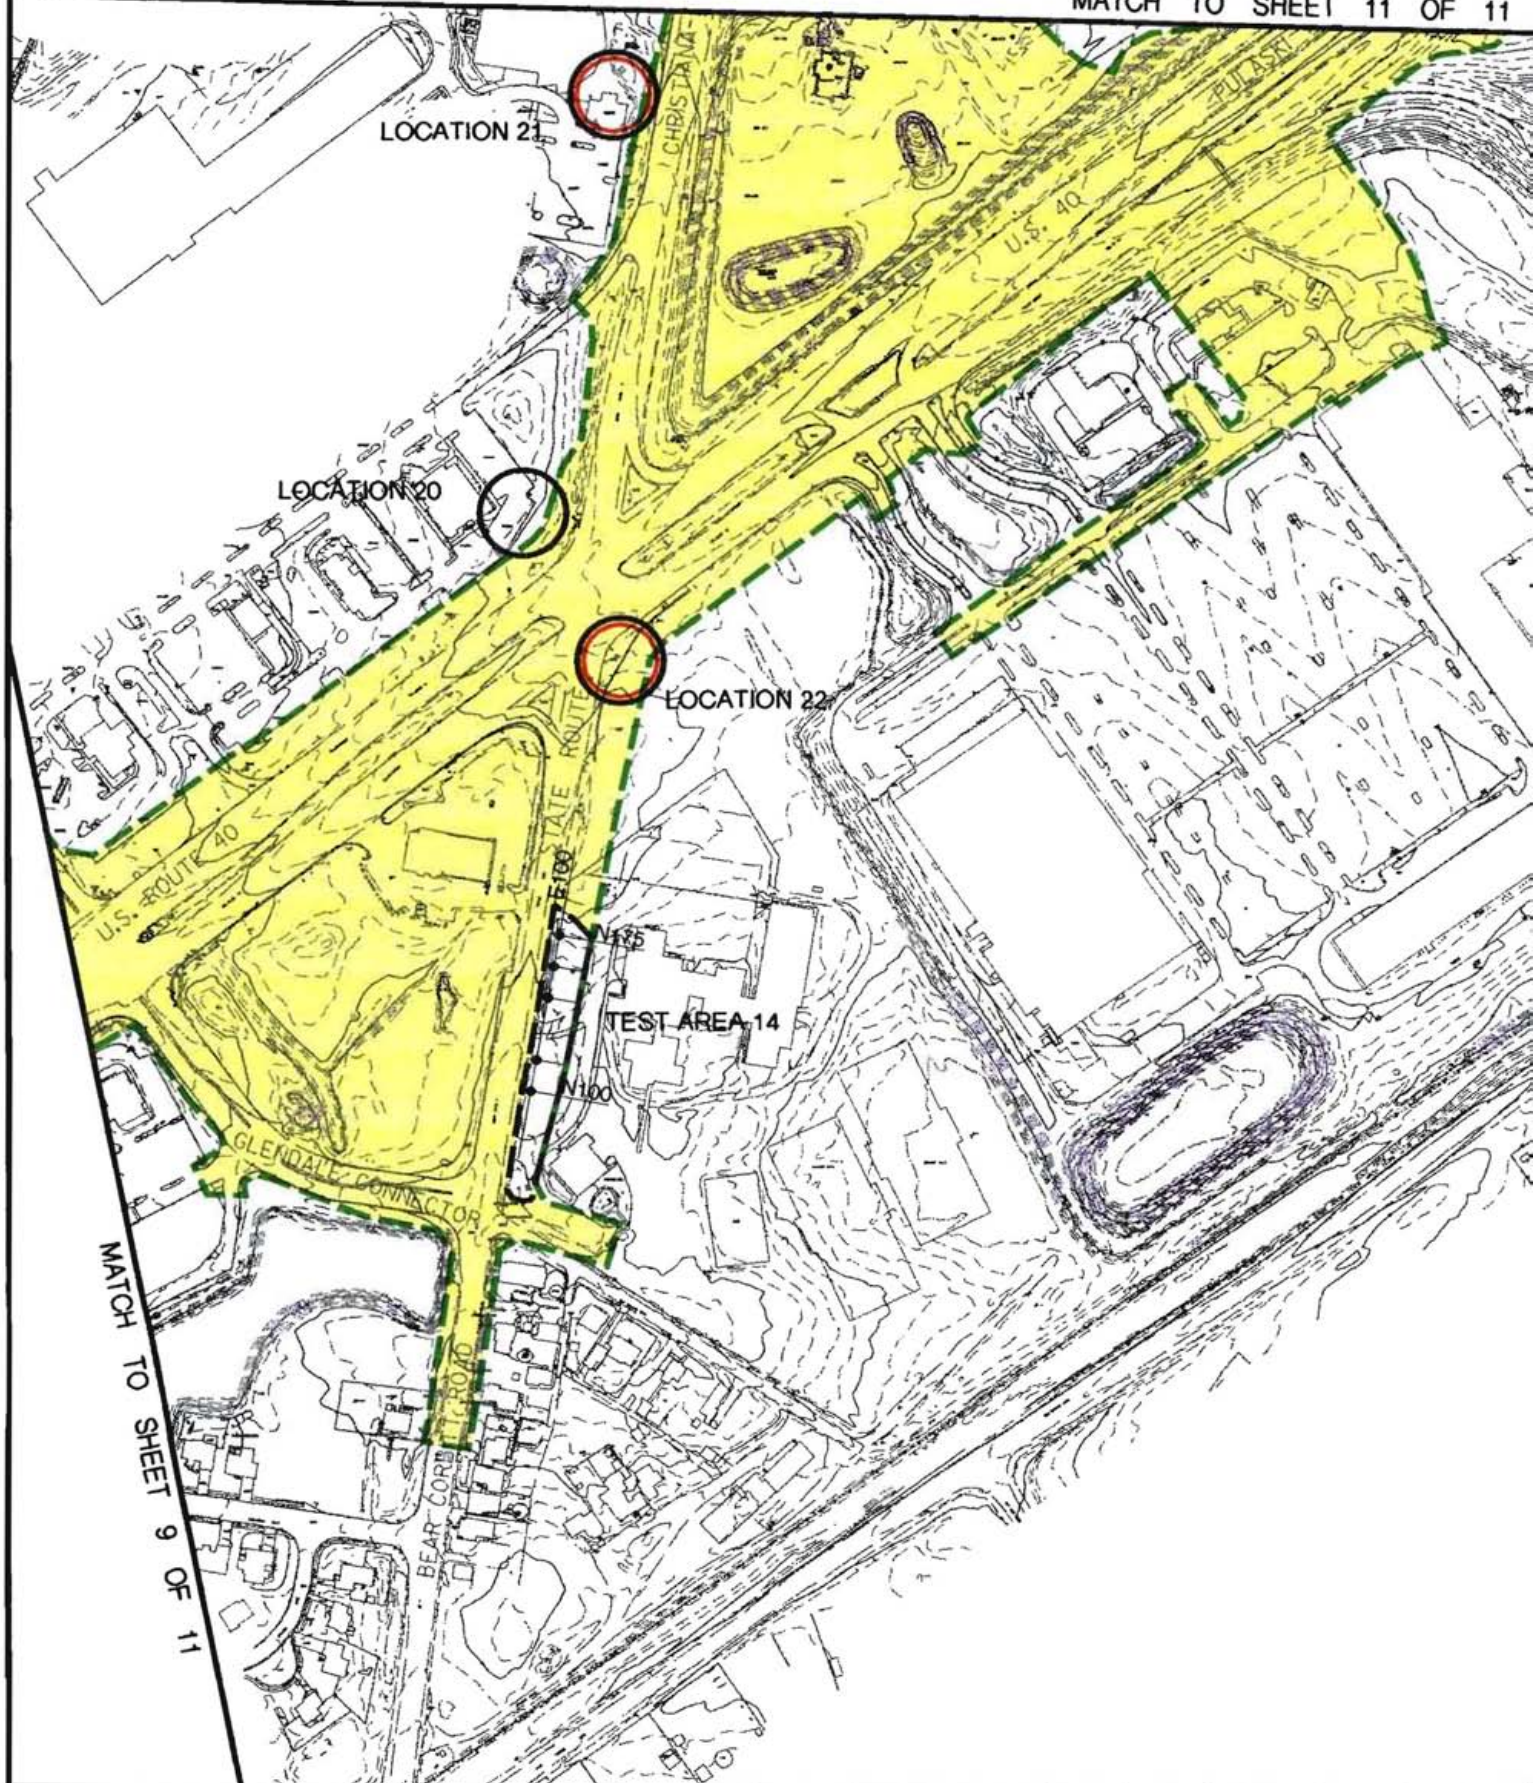 MATCH TO SHEET 11 OF 11
LOCATION 21
CHRISTIANA
PULASKI
U.S. 40
LOCATION 20
LOCATION 22
STATE ROUTE
U.S. ROUTE 40
E100
N175
TEST AREA 14
N100
GLENDALE CONNECTOR
MATCH TO SHEET 9 OF 11
BEAR CORBITT ROAD